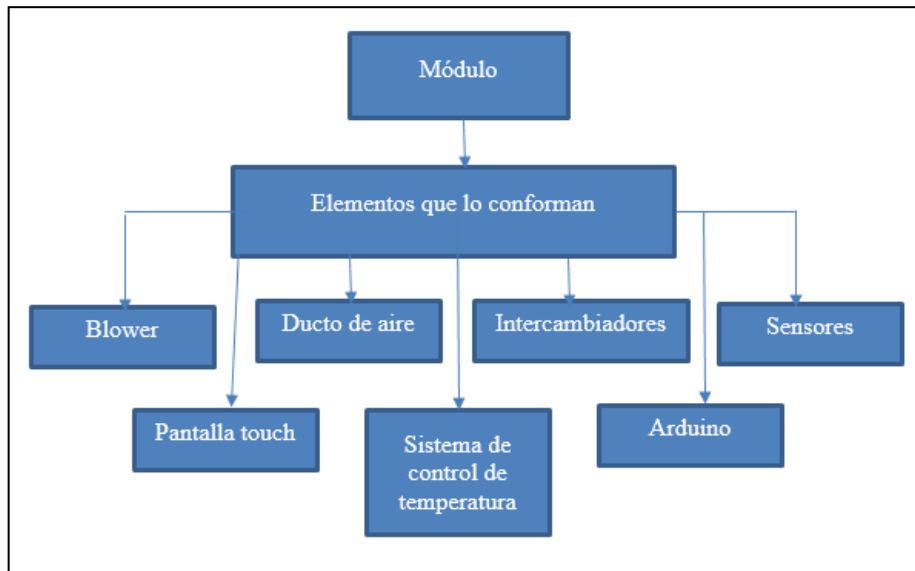 Módulo
Elementos que lo conforman
Blower
Ducto de aire
Intercambiadores
Sensores
Pantalla touch
Sistema de
control de
temperatura
Arduino